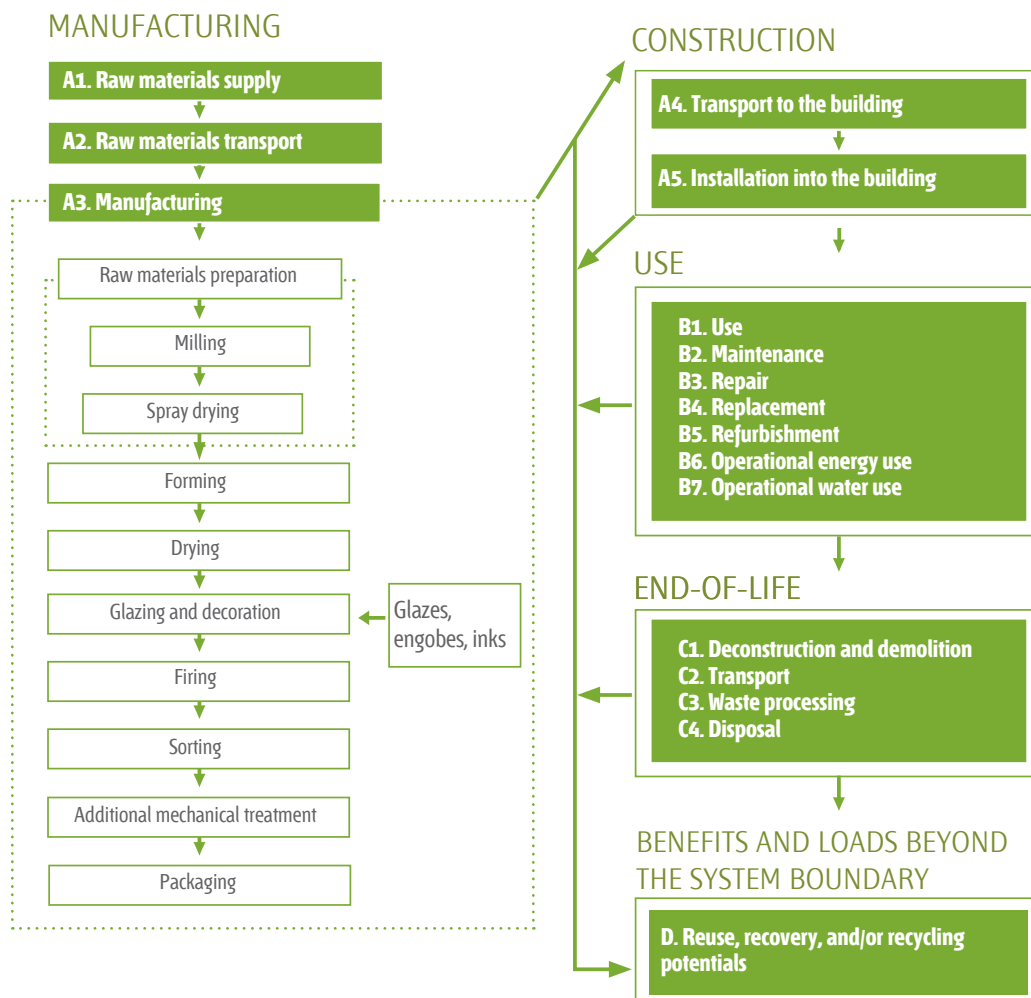 MANUFACTURING
A1. Raw materials supply
A2. Raw materials transport
A3. Manufacturing
Raw materials preparation
Milling
Spray drying
Forming
Drying
Glazing and decoration
Glazes,
engobes, inks
Firing
Sorting
Additional mechanical treatment
Packaging
CONSTRUCTION
A4. Transport to the building
A5. Installation into the building
USE
B1. Use
B2. Maintenance
B3. Repair
B4. Replacement
B5. Refurbishment
B6. Operational energy use
B7. Operational water use
END-OF-LIFE
C1. Deconstruction and demolition
C2. Transport
C3. Waste processing
C4. Disposal
BENEFITS AND LOADS BEYOND
THE SYSTEM BOUNDARY
D. Reuse, recovery, and/or recycling
potentials